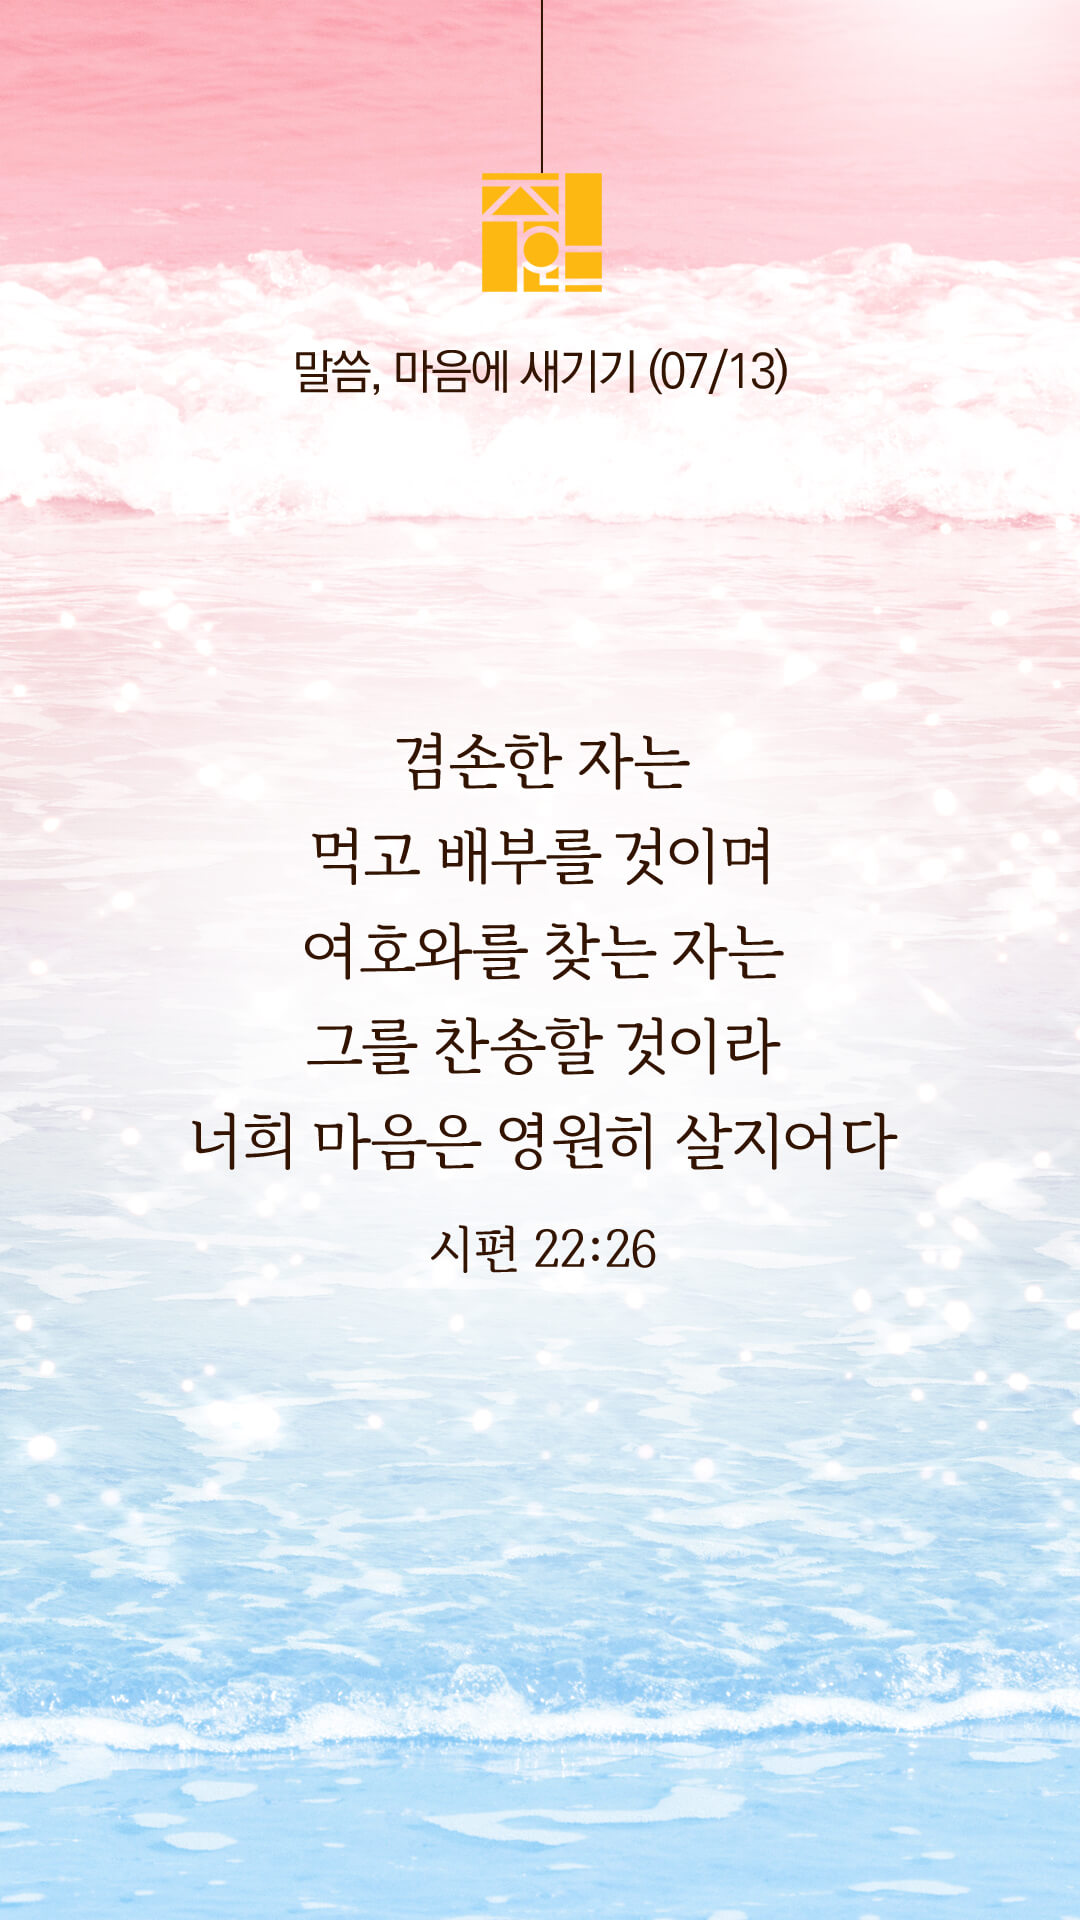 말씀, 마음에 새기기 (07/13)
겸손한 자는
먹고 배부를 것이며
여호와를 찾는 자는
그를 찬송할 것이라
너희 마음은 영원히 살지어다
시편 22:26